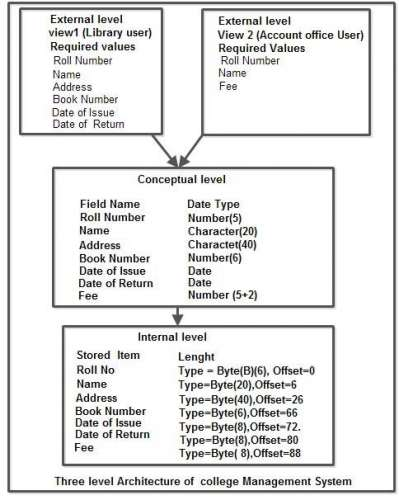 External level
view1 (Library user)
Required values
Roll Number
Name
Address
Book Number
Date of Issue
Date of Return
External level
View 2 (Account office User)
Required Values
Roll Number
Name
Fee
Conceptual level
Field Name Date Type
Roll Number Number(5)
Name Character(20)
Address Charactet(40)
Book Number Number(6)
Date of Issue Date
Date of Return Date
Fee Number (5+2)
Internal level
Stored Item Lenght
Roll No Type = Byte(B)(6), Offset=0
Name Type=Byte(20),Offset=6
Address Type=Byte(40),Offset=26
Book Number Type=Byte(6),Offset=66
Date of Issue Type=Byte(8),Offset=72.
Date of Return Type=Byte(8),Offset=80
Fee Type=Byte( 8),Offset=88
Three level Architecture of college Management System